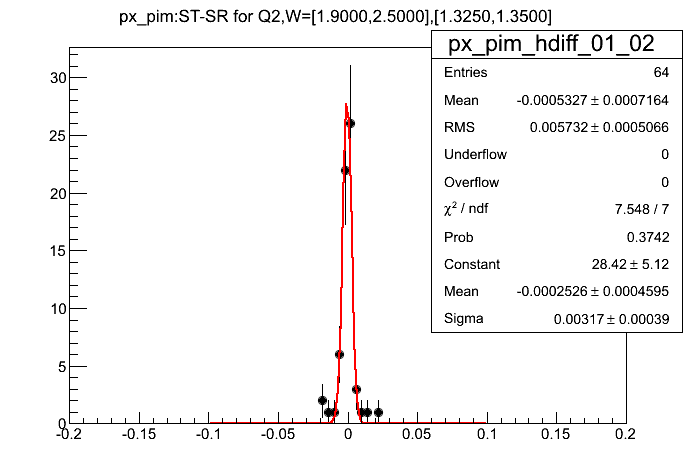 px_pim:ST-SR for Q2,W=[1.9000,2.5000],[1.3250,1.3500]
px_pim_hdiff_01_02
Entries 64
Mean -0.0005327 ± 0.0007164
RMS 0.005732 ± 0.0005066
Underflow 0
Overflow 0
χ² / ndf 7.548 / 7
Prob 0.3742
Constant 28.42 ± 5.12
Mean -0.0002526 ± 0.0004595
Sigma 0.00317 ± 0.00039
30
25
20
15
10
5
0
-0.2 -0.15 -0.1 -0.05 0 0.05 0.1 0.15 0.2